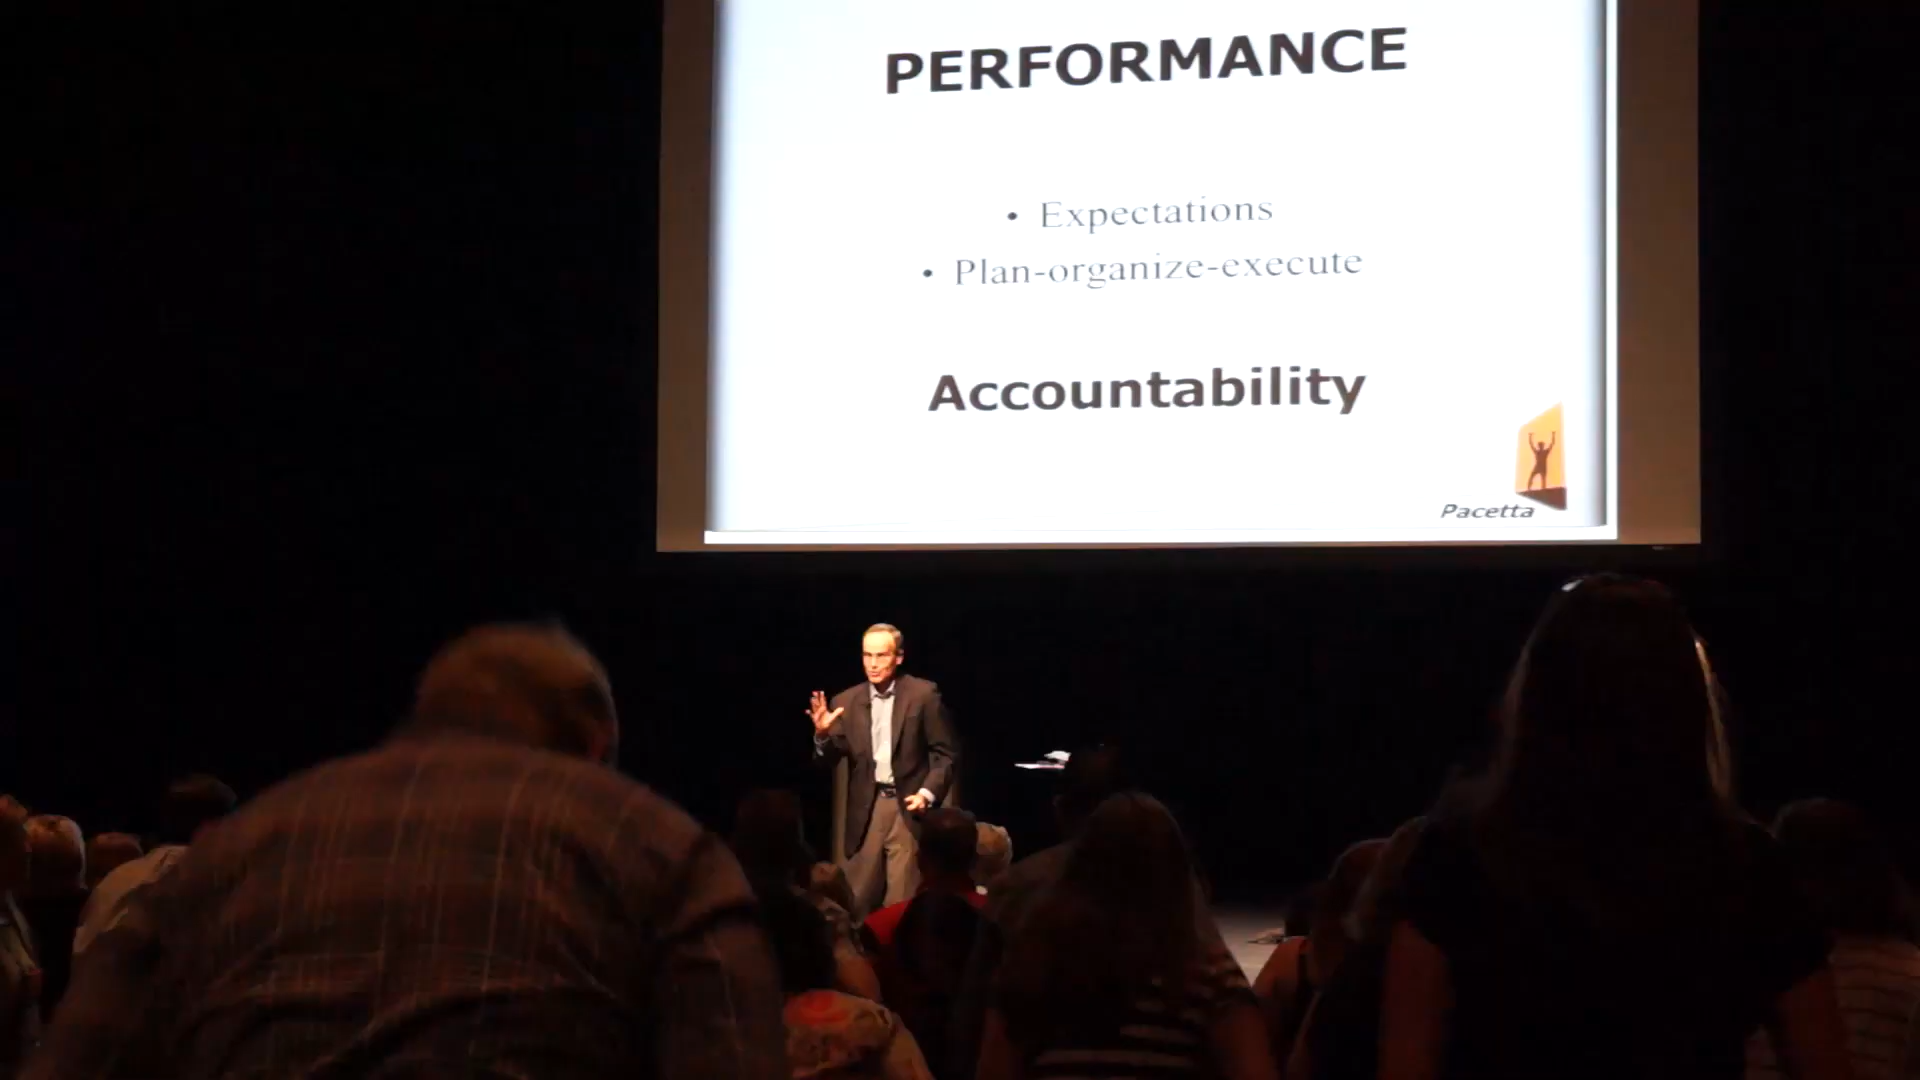 PERFORMANCE
• Expectations
• Plan-organize-execute
Accountability
Pacetta